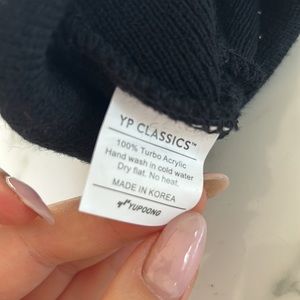 YP CLASSICS™
100% Turbo Acrylic
Hand wash in cold water
Dry flat. No heat.
MADE IN KOREA
YUPOONG